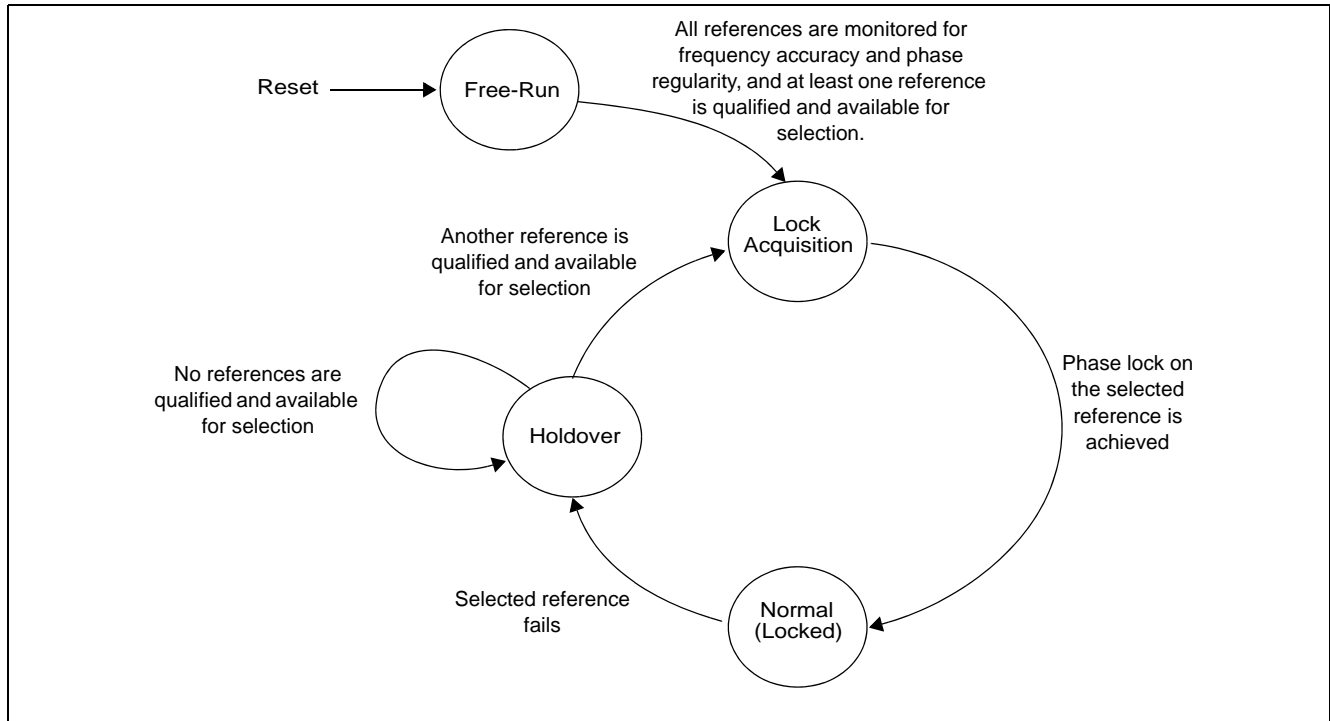 All references are monitored for
frequency accuracy and phase
regularity, and at least one reference
is qualified and available for
selection.
Reset
Free-Run
Lock
Acquisition
Another reference is
qualified and available
for selection
Phase lock on
the selected
reference is
achieved
No references are
qualified and available
for selection
Holdover
Selected reference
fails
Normal
(Locked)